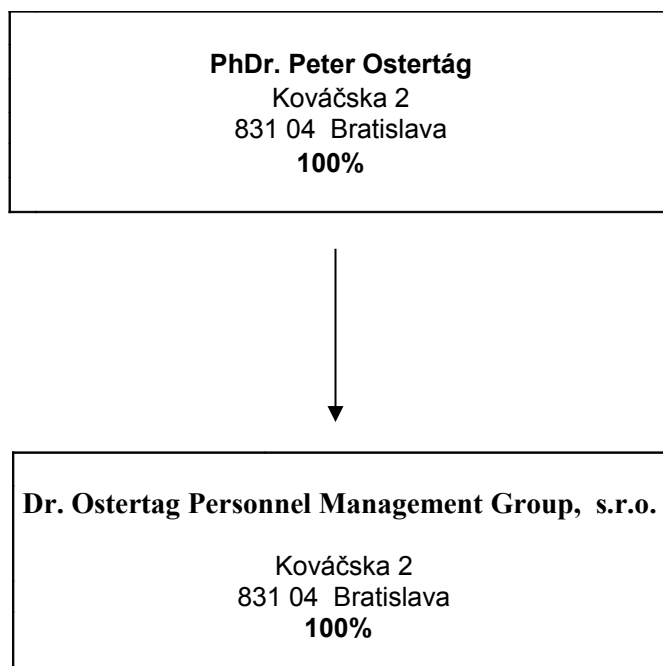 PhDr. Peter Ostertág
Kováčska 2
831 04 Bratislava
100%
Dr. Ostertag Personnel Management Group, s.r.o.
Kováčska 2
831 04 Bratislava
100%